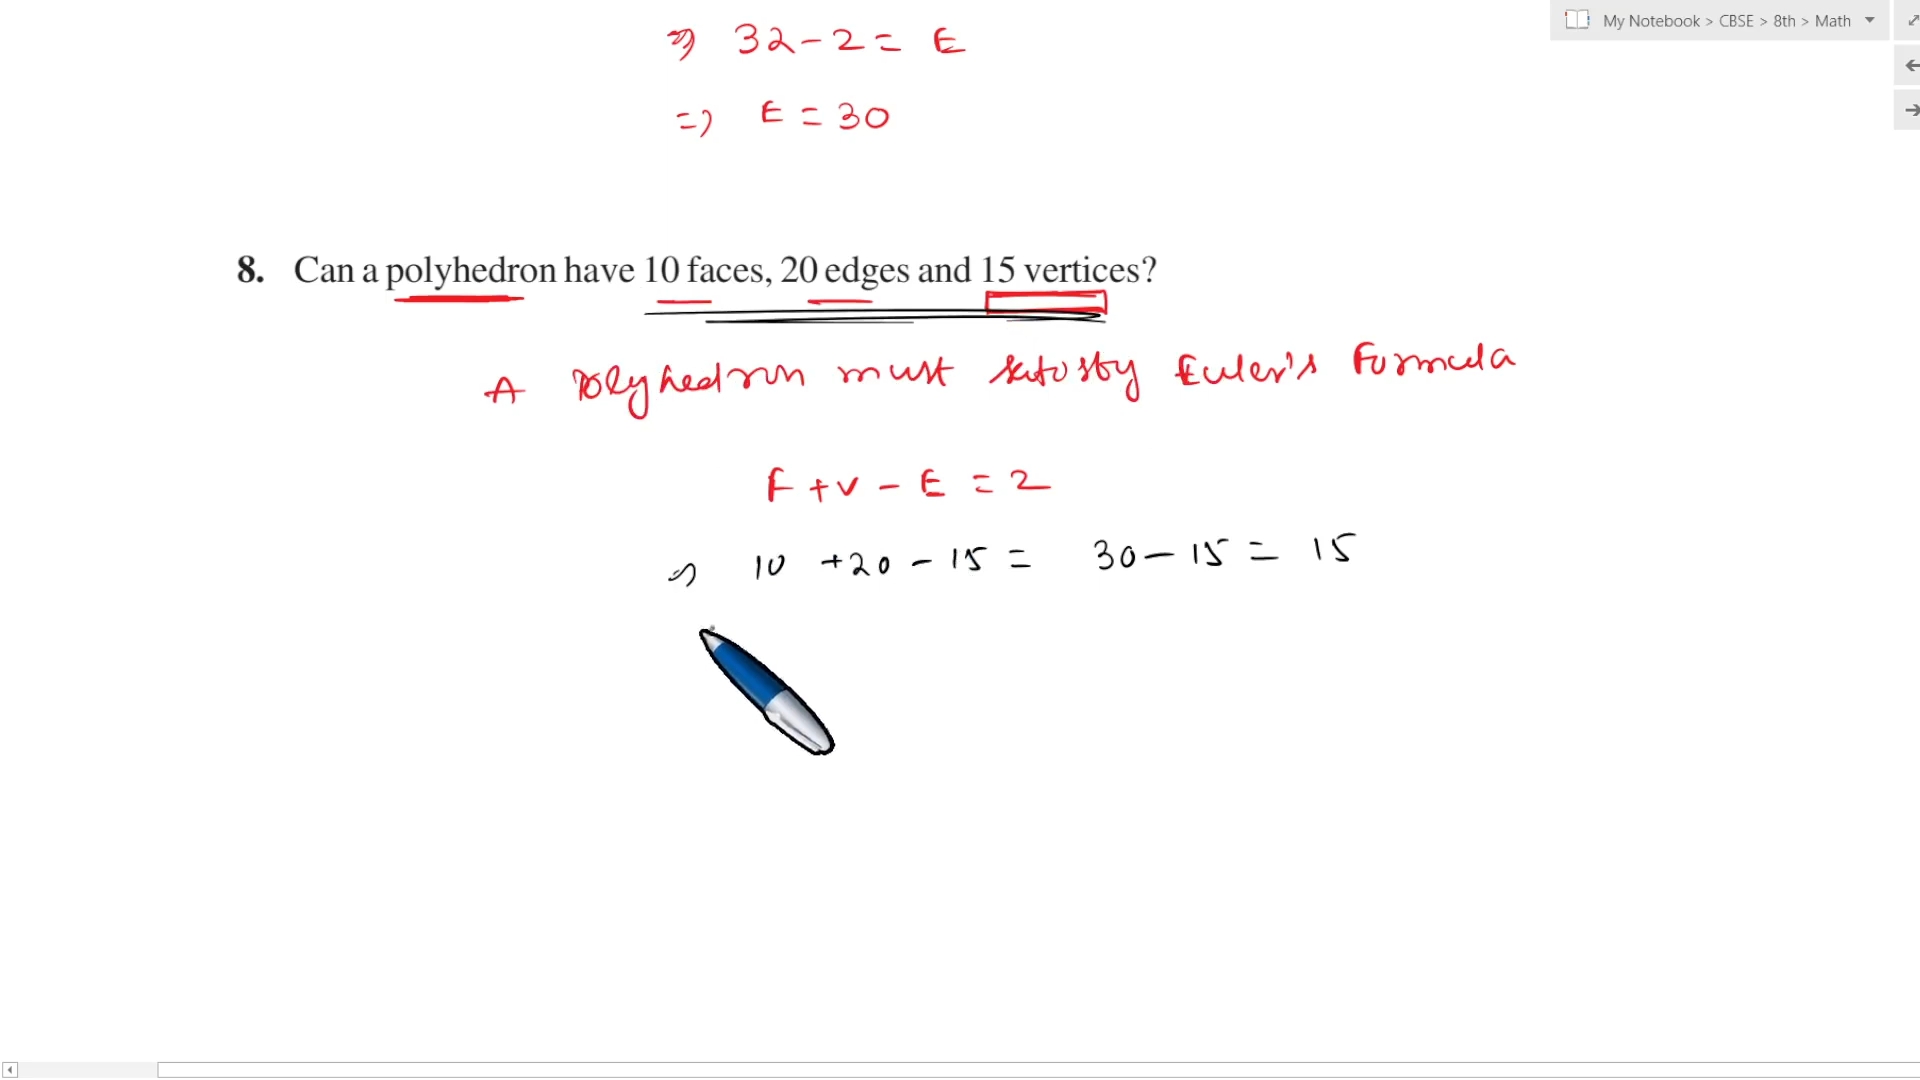 My Notebook > CBSE > 8th > Math
⇒ 32 - 2 = E
=> E = 30
8. Can a polyhedron have 10 faces, 20 edges and 15 vertices?
A polyhedron must satisfy Euler's Formula
F + V - E = 2
⇒ 10 + 20 - 15 = 30 - 15 = 15